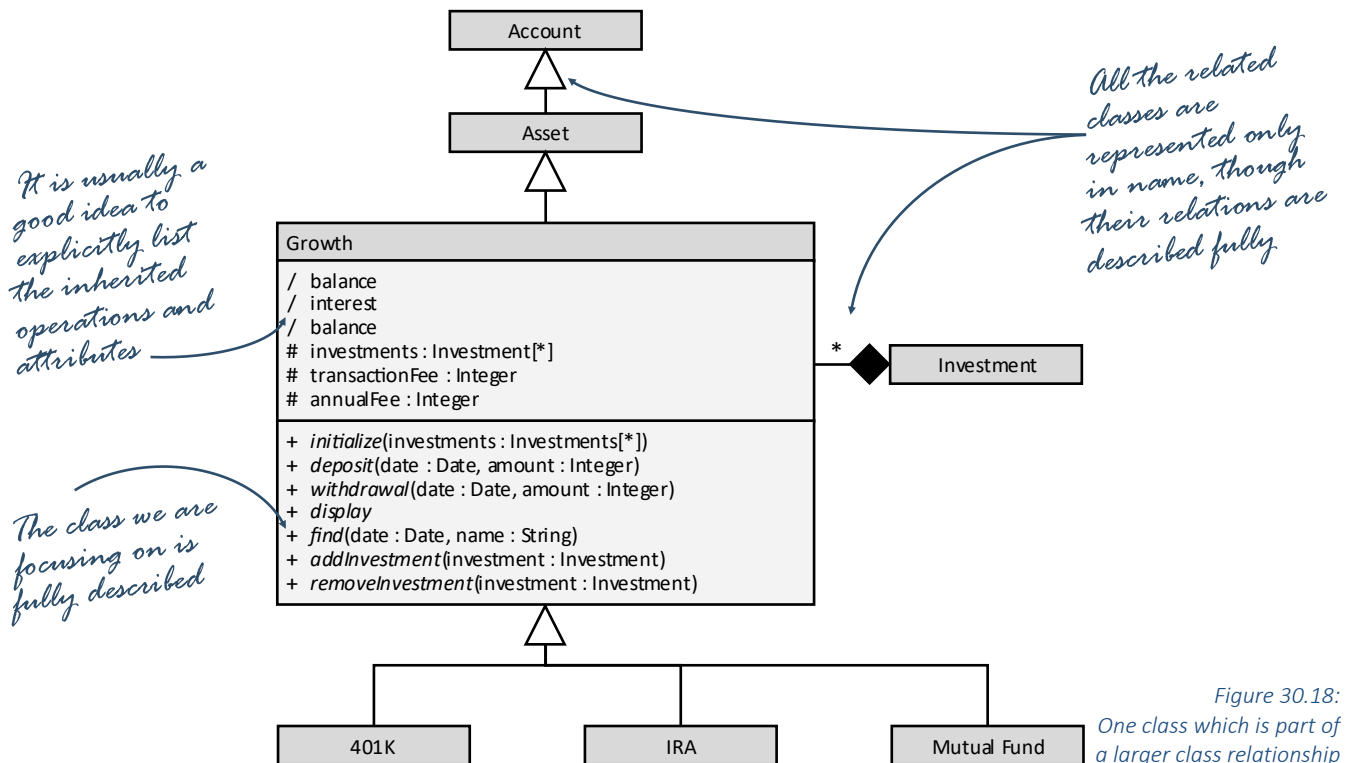 Account
Asset
All the related
classes are
represented only
in name, though
their relations are
described fully
It is usually a
good idea to
explicitly list
the inherited
operations and
attributes
Growth
/ balance
/ interest
/ balance
# investments : Investment[*]
# transactionFee : Integer
# annualFee : Integer
*
Investment
+ initialize(investments : Investments[*])
+ deposit(date : Date, amount : Integer)
+ withdrawal(date : Date, amount : Integer)
+ display
+ find(date : Date, name : String)
+ addInvestment(investment : Investment)
+ removeInvestment(investment : Investment)
The class we are
focusing on is
fully described
401K
IRA
Mutual Fund
Figure 30.18:
One class which is part of
a larger class relationship